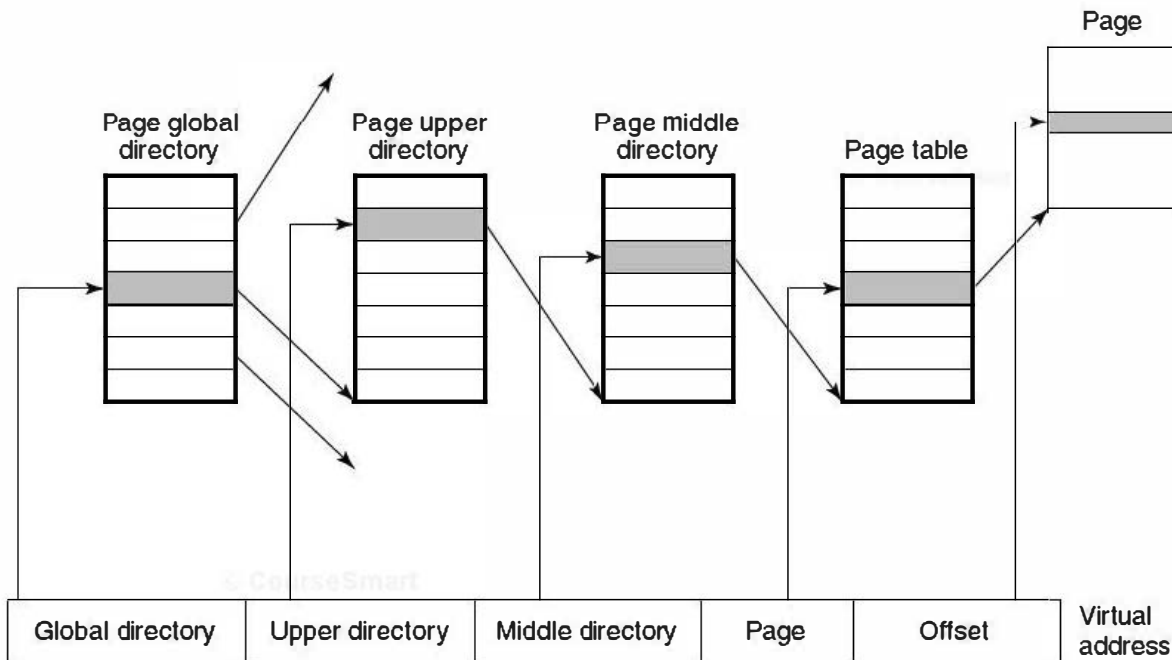 Page
Page global
directory
Page upper
directory
Page middle
directory
Page table
© CourseSmart
Global directory
Upper directory
Middle directory
Page
Offset
Virtual
address